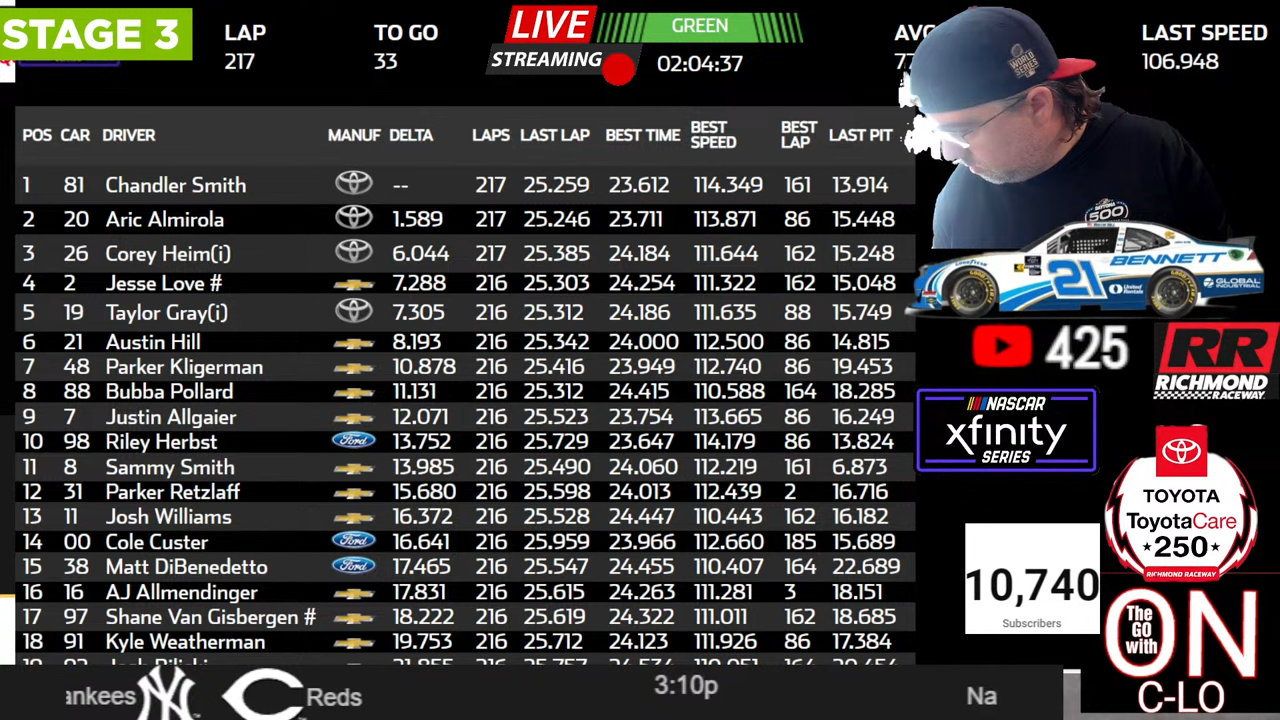 STAGE 3
LAP
217
TO GO
33
LIVE
STREAMING
GREEN
02:04:37
LAST SPEED
106.948
WORLD SERIES
DAYTONA
500
POS CAR DRIVER MANUF DELTA LAPS LAST LAP BEST TIME BEST SPEED BEST LAP LAST PIT
1 81 Chandler Smith -- 217 25.259 23.612 114.349 161 13.914
2 20 Aric Almirola 1.589 217 25.246 23.711 113.871 86 15.448
3 26 Corey Heim(i) 6.044 217 25.385 24.184 111.644 162 15.248
4 2 Jesse Love # 7.288 216 25.303 24.254 111.322 162 15.048
5 19 Taylor Gray(i) 7.305 216 25.312 24.186 111.635 88 15.749
6 21 Austin Hill 8.193 216 25.342 24.000 112.500 86 14.815
7 48 Parker Kligerman 10.878 216 25.416 23.949 112.740 86 19.453
8 88 Bubba Pollard 11.131 216 25.312 24.415 110.588 164 18.285
9 7 Justin Allgaier 12.071 216 25.523 23.754 113.665 86 16.249
10 98 Riley Herbst Ford 13.752 216 25.729 23.647 114.179 86 13.824
11 8 Sammy Smith 13.985 216 25.490 24.060 112.219 161 6.873
12 31 Parker Retzlaff 15.680 216 25.598 24.013 112.439 2 16.716
13 11 Josh Williams 16.372 216 25.528 24.447 110.443 162 16.182
14 00 Cole Custer Ford 16.641 216 25.959 23.966 112.660 185 15.689
15 38 Matt DiBenedetto Ford 17.465 216 25.547 24.455 110.407 164 22.689
16 16 AJ Allmendinger 17.831 216 25.615 24.263 111.281 3 18.151
17 97 Shane Van Gisbergen # 18.222 216 25.619 24.322 111.011 162 18.685
18 91 Kyle Weatherman 19.753 216 25.712 24.123 111.926 86 17.384
BENNETT
21
United Rentals
GLOBAL INDUSTRIAL
425
RR
RICHMOND
RACEWAY
NASCAR
xfinity
SERIES
TOYOTA
ToyotaCare
250
RICHMOND RACEWAY
10,740
Subscribers
The GO with
ON
C-LO
ankees
NY
C
Reds
3:10p
Na